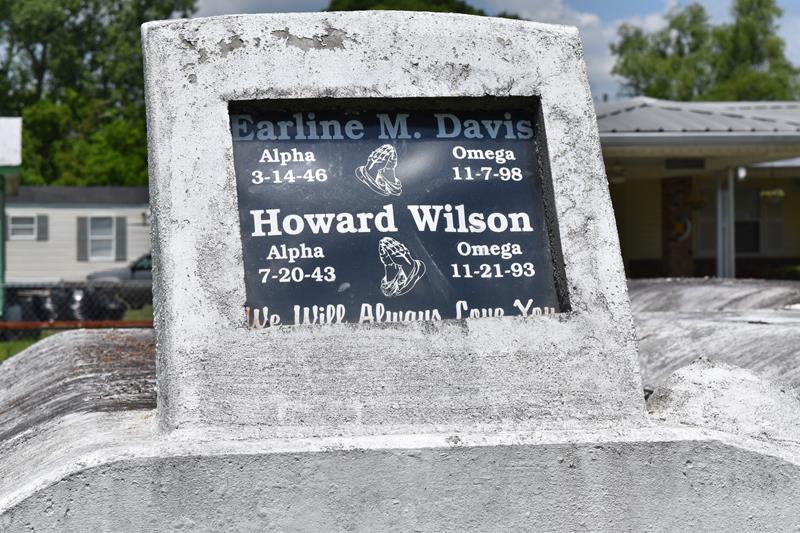 Earline M. Davis
Alpha Omega
3-14-46 11-7-98
Howard Wilson
Alpha Omega
7-20-43 11-21-93
We Will Always Love You